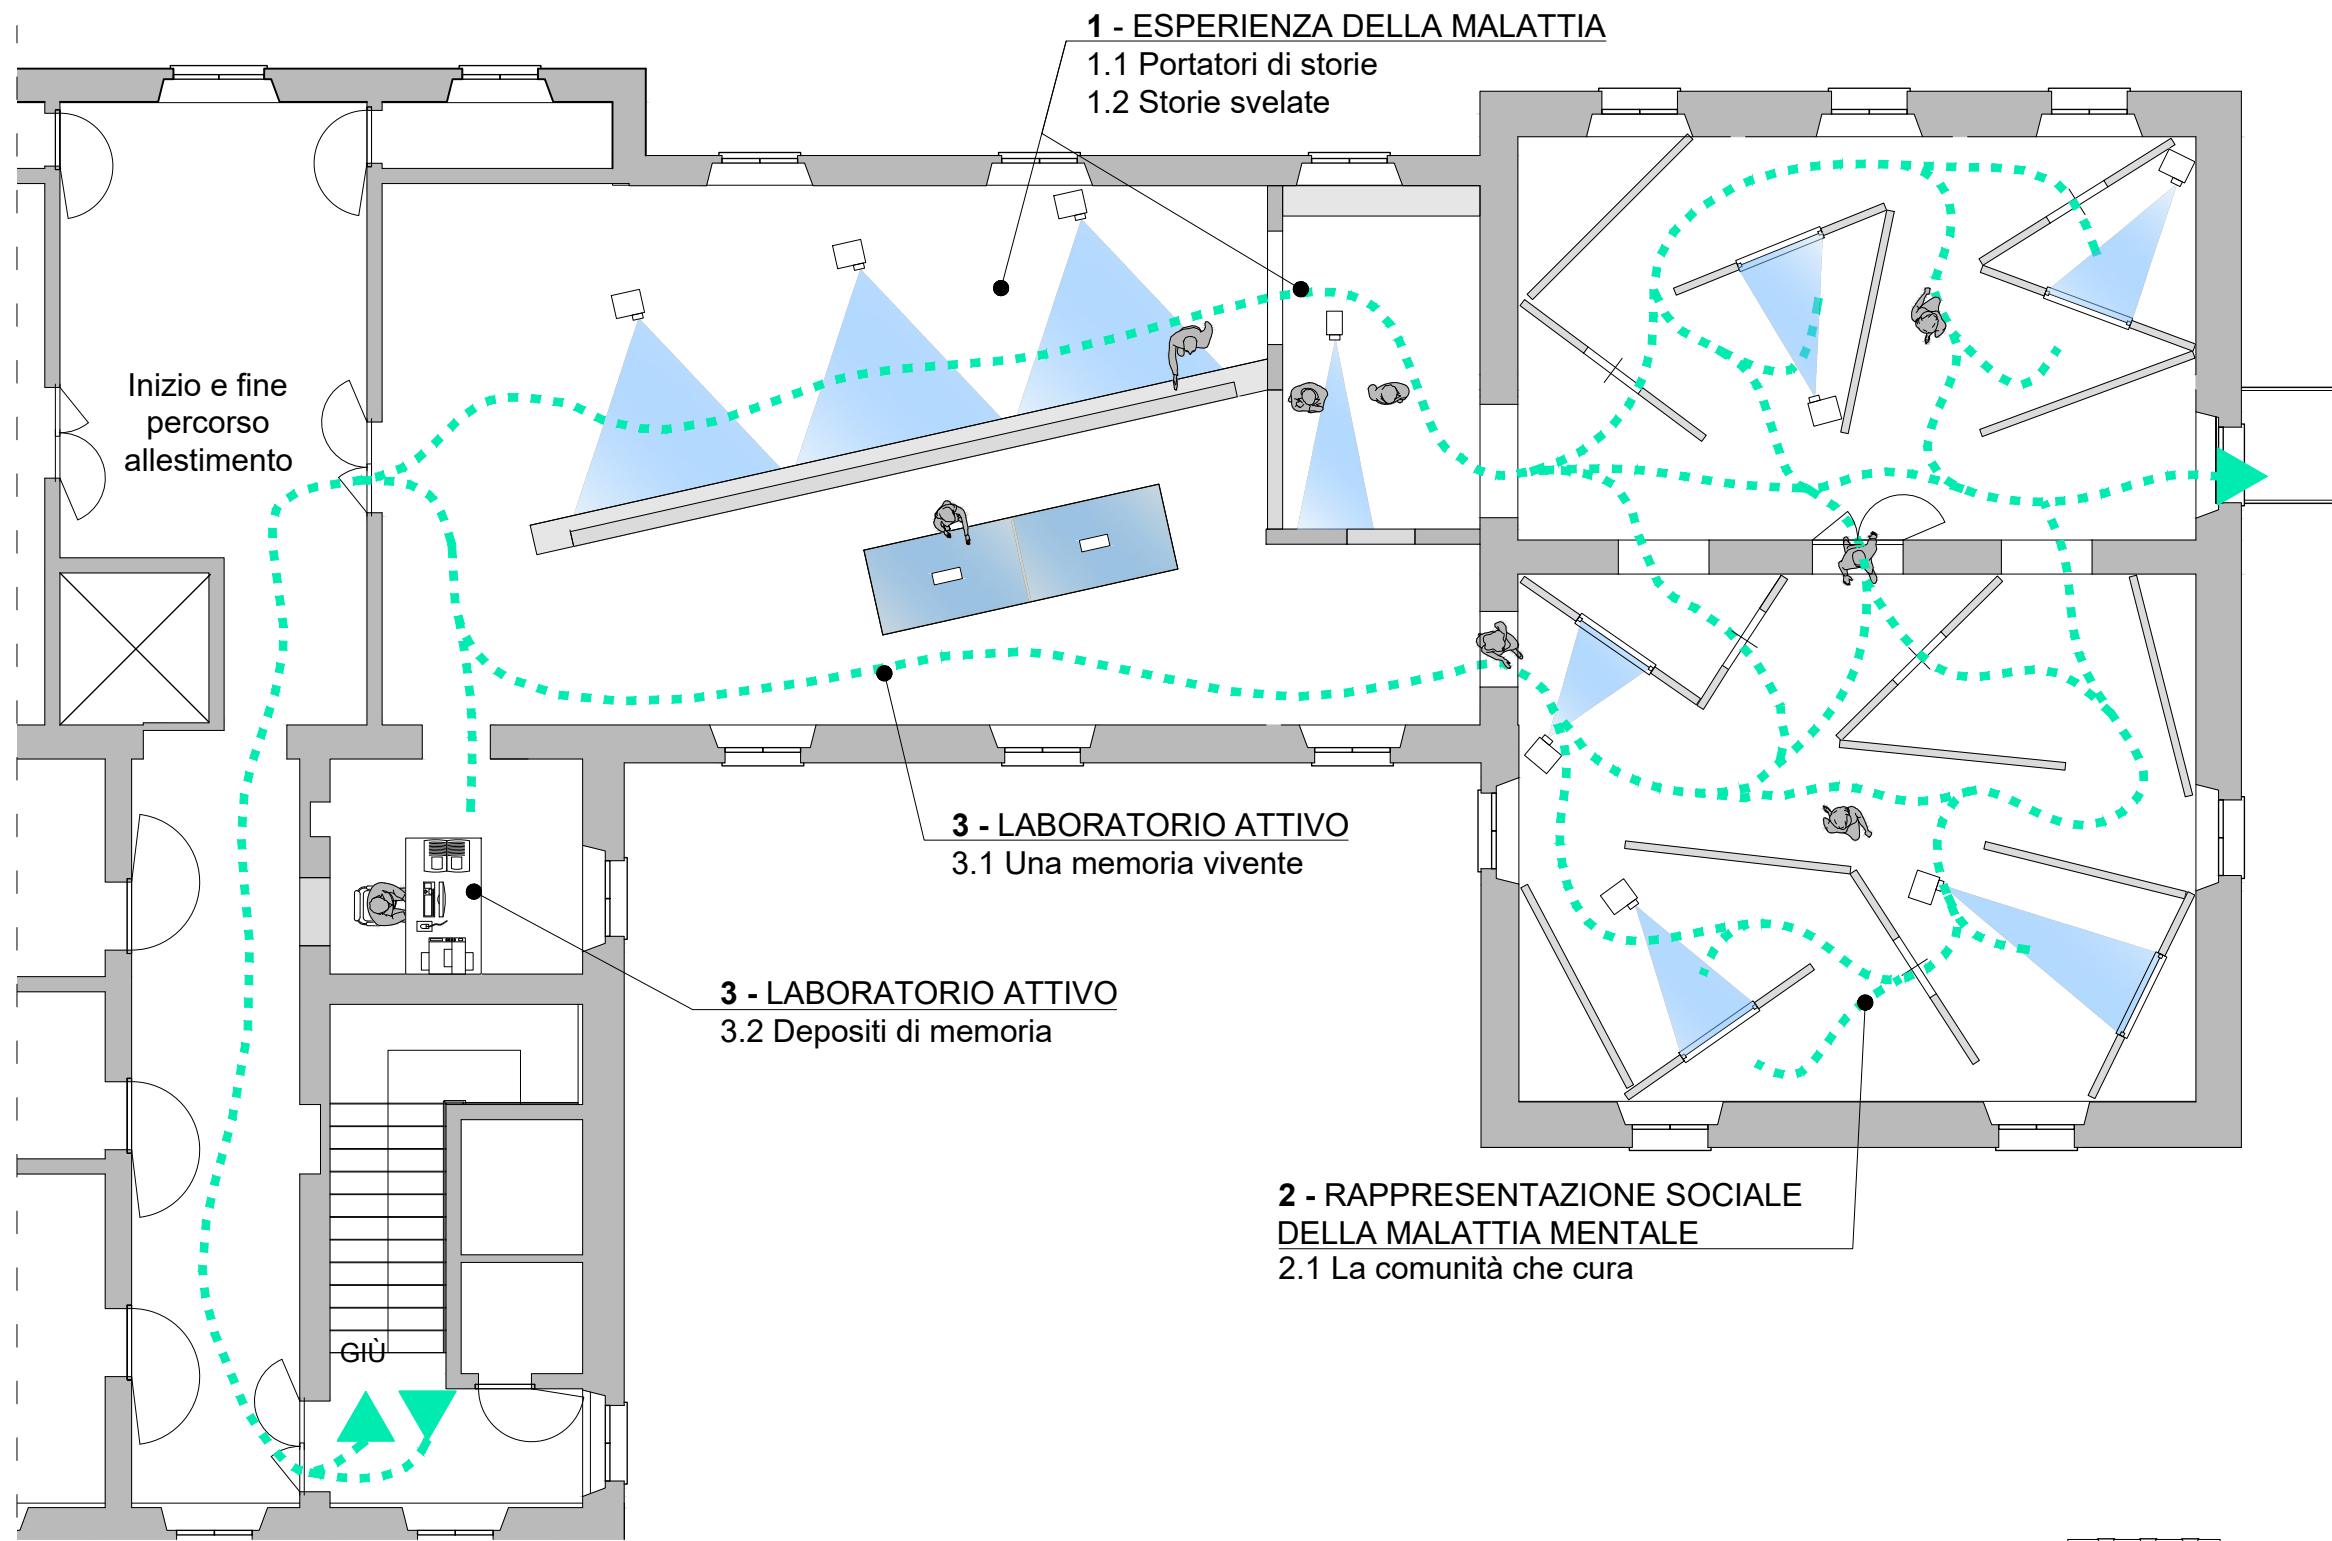 1 - ESPERIENZA DELLA MALATTIA
1.1 Portatori di storie
1.2 Storie svelate
Inizio e fine
percorso
allestimento
3 - LABORATORIO ATTIVO
3.1 Una memoria vivente
3 - LABORATORIO ATTIVO
3.2 Depositi di memoria
2 - RAPPRESENTAZIONE SOCIALE
DELLA MALATTIA MENTALE
2.1 La comunità che cura
GIÙ